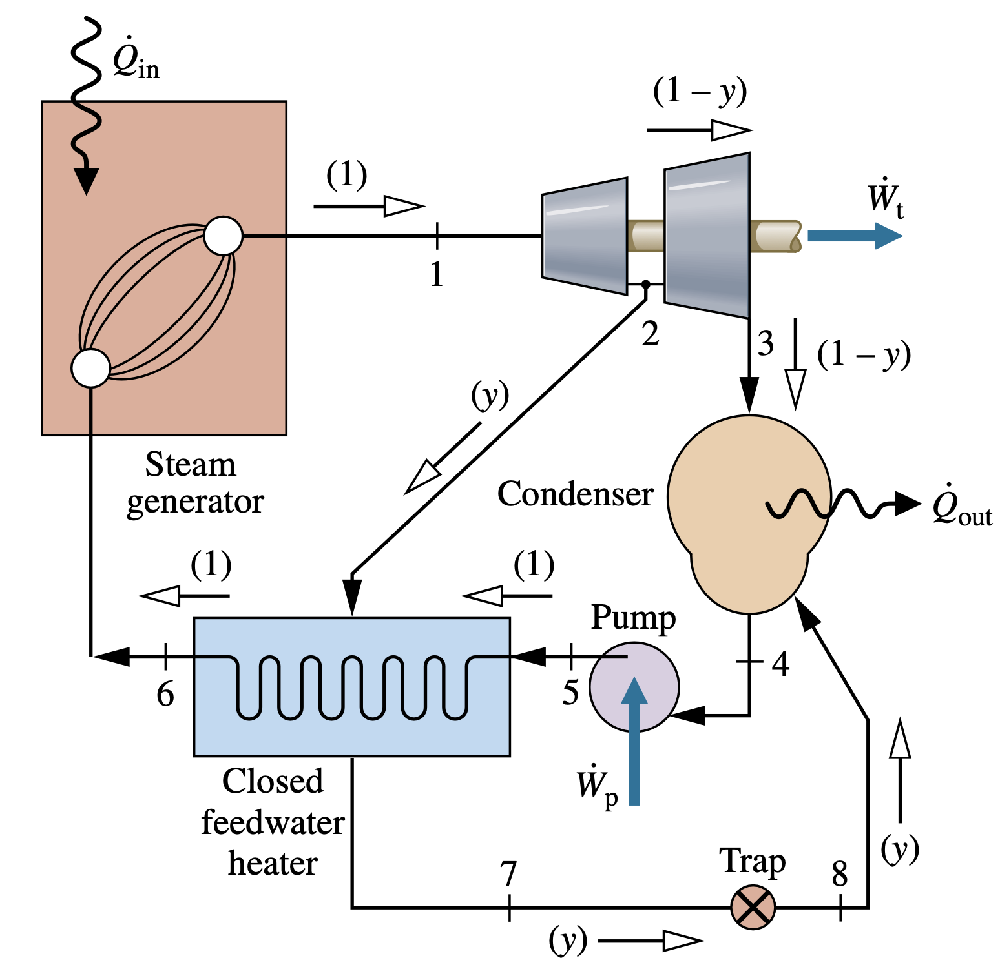 Q̇in
(1 – y)
(1)
Ẇt
1
2
3
(1 – y)
(y)
Steam
generator
Condenser
Q̇out
(1)
(1)
Pump
6
5
4
Ẇp
Closed
feedwater
heater
7
Trap
8
(y)
(y)